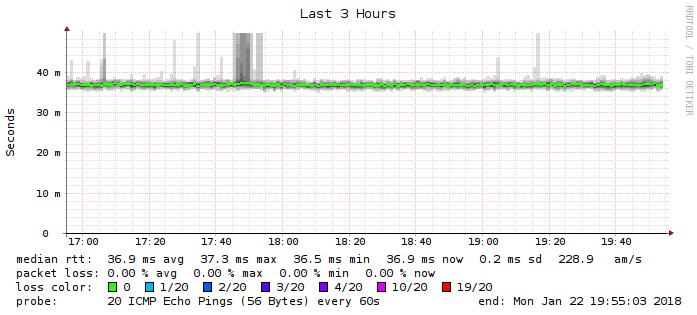 Last 3 Hours
RRDTOOL / TOBI OETIKER
Seconds
40 m
30 m
20 m
10 m
0
17:00 17:20 17:40 18:00 18:20 18:40 19:00 19:20 19:40
median rtt: 36.9 ms avg 37.3 ms max 36.5 ms min 36.9 ms now 0.2 ms sd 228.9 am/s
packet loss: 0.00 % avg 0.00 % max 0.00 % min 0.00 % now
loss color: 0 1/20 2/20 3/20 4/20 10/20 19/20
probe: 20 ICMP Echo Pings (56 Bytes) every 60s end: Mon Jan 22 19:55:03 2018